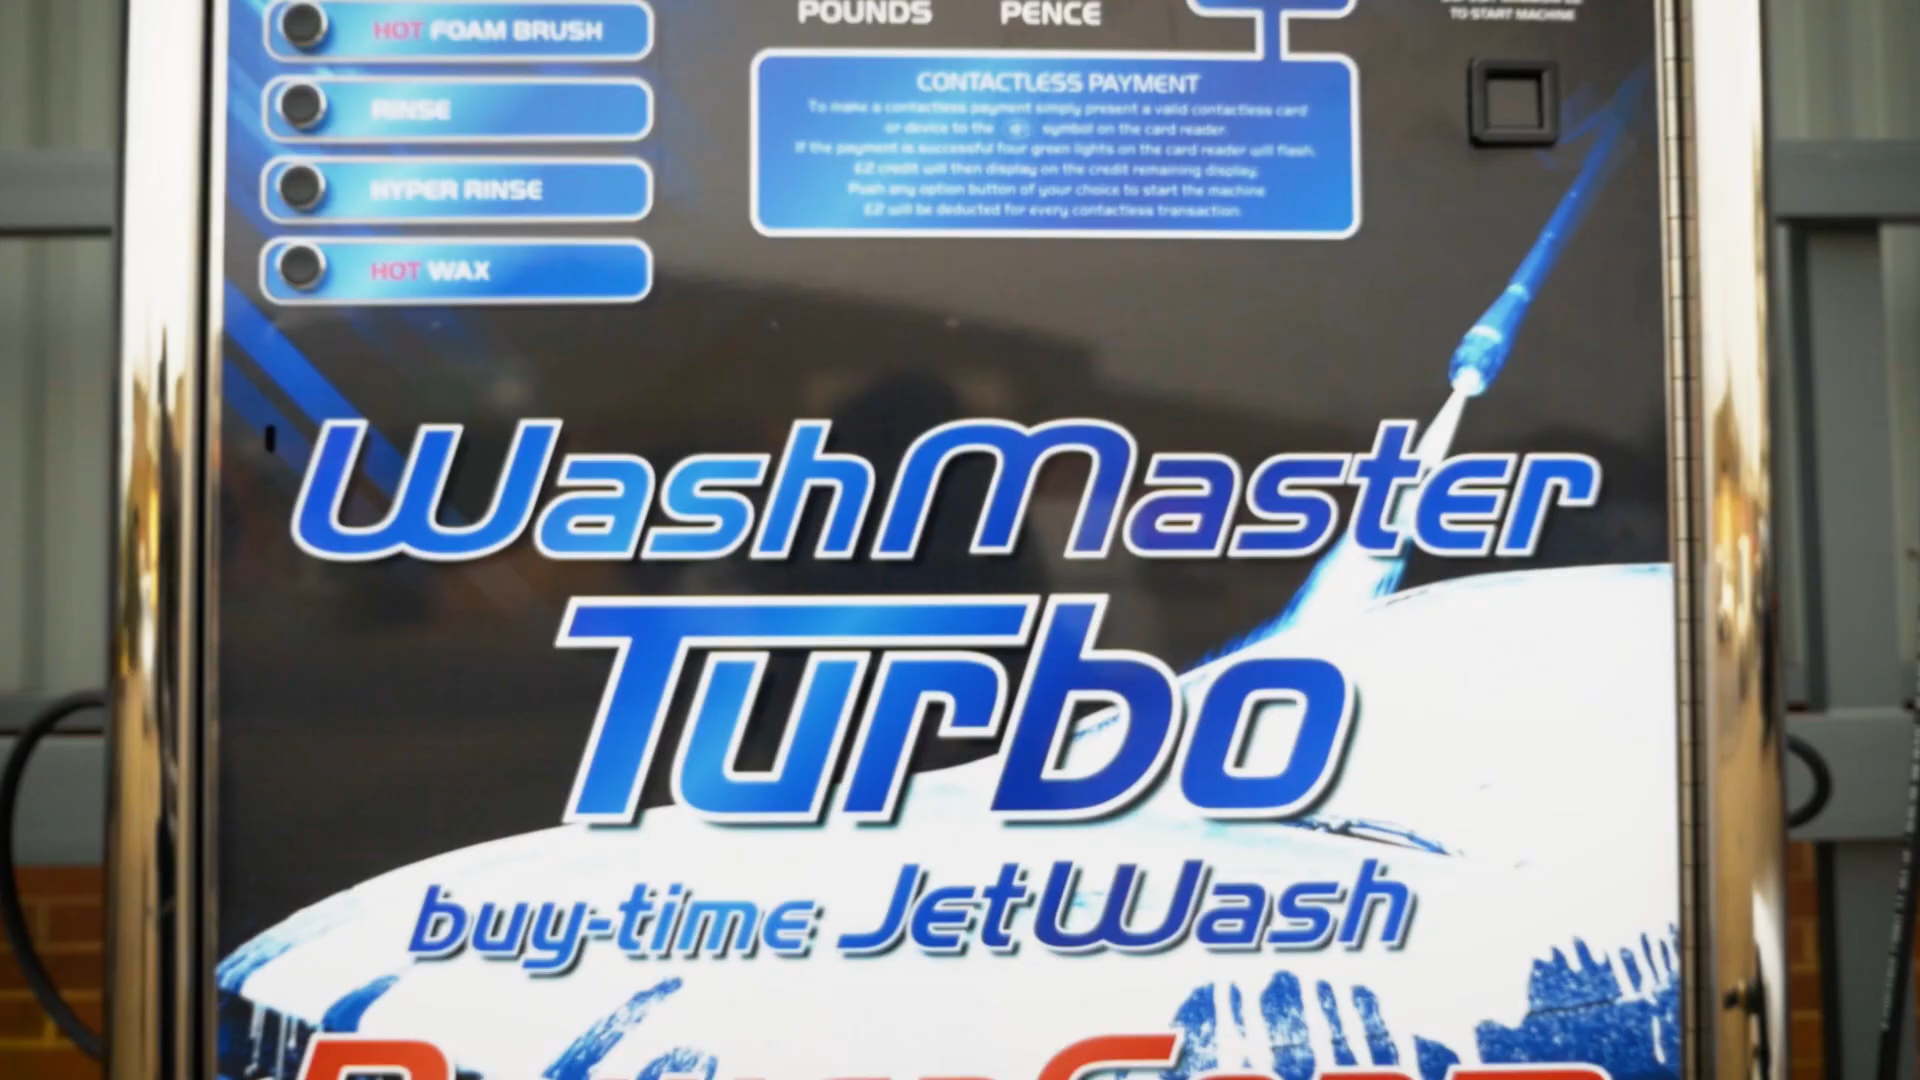 HOT FOAM BRUSH
RINSE
HYPER RINSE
HOT WAX
POUNDS PENCE
TO START MACHINE
CONTACTLESS PAYMENT
To make a contactless payment simply present a valid contactless card
or device to the symbol on the card reader.
If the payment is successful four green lights on the card reader will flash.
£2 credit will then display on the credit remaining display.
Push any option button of your choice to start the machine
£2 will be deducted for every contactless transaction.
WashMaster
Turbo
buy-time JetWash